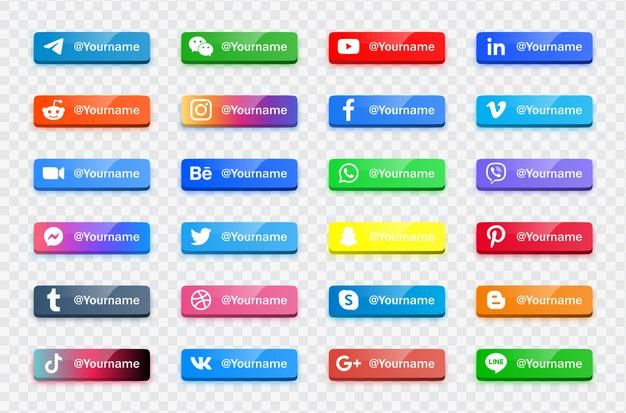 @Yourname @Yourname @Yourname in @Yourname
@Yourname @Yourname f @Yourname v @Yourname
@Yourname Bē @Yourname @Yourname @Yourname
@Yourname @Yourname @Yourname @Yourname
t @Yourname @Yourname S @Yourname @Yourname
@Yourname VK @Yourname G+ @Yourname LINE @Yourname